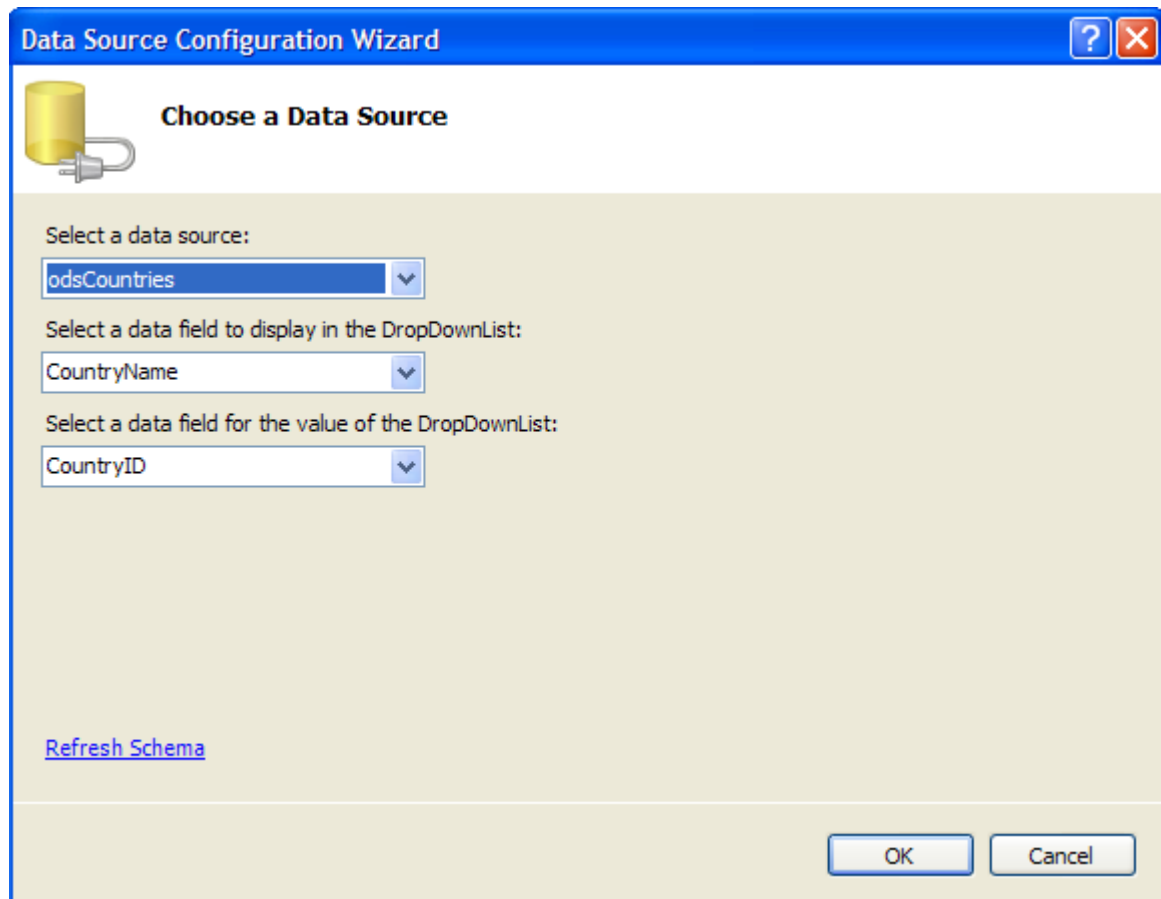 Data Source Configuration Wizard
Choose a Data Source
Select a data source:
odsCountries
Select a data field to display in the DropDownList:
CountryName
Select a data field for the value of the DropDownList:
CountryID
Refresh Schema
OK Cancel